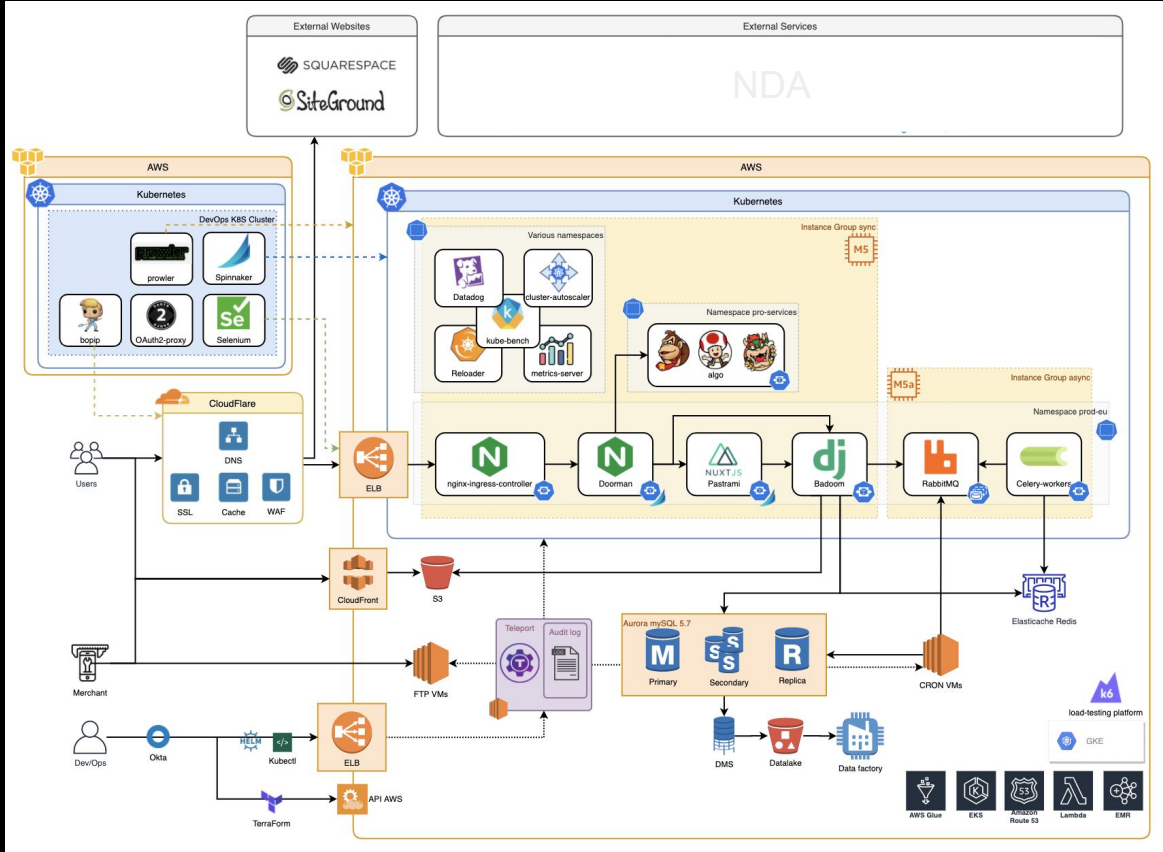 External Websites
SQUARESPACE
SiteGround
External Services
NDA
AWS
Kubernetes
DevOps K8S Cluster
prowler
prowler
Spinnaker
bopip
2
OAuth2-proxy
Se
Selenium
AWS
Kubernetes
Instance Group sync
M5
Various namespaces
Datadog
cluster-autoscaler
k
kube-bench
Reloader
metrics-server
Namespace pro-services
algo
M5a
Instance Group async
Namespace prod-eu
CloudFlare
DNS
SSL
Cache
WAF
Users
ELB
N
nginx-ingress-controller
N
Doorman
NUXTJS
Pastrami
dj
Badoom
RabbitMQ
Celery-workers
CloudFront
S3
R
Elasticache Redis
Teleport
Audit log
T
Aurora mySQL 5.7
M
Primary
S
S
S
Secondary
R
Replica
Merchant
FTP VMs
CRON VMs
k6
load-testing platform
GKE
Dev/Ops
Okta
HELM
</>
Kubectl
ELB
DMS
Datalake
Data factory
TerraForm
API AWS
AWS Glue
K
EKS
53
Amazon
Route 53
Lambda
EMR